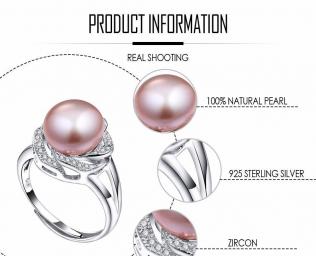 PRODUCT INFORMATION
REAL SHOOTING
100% NATURAL PEARL
925 STERLING SILVER
ZIRCON